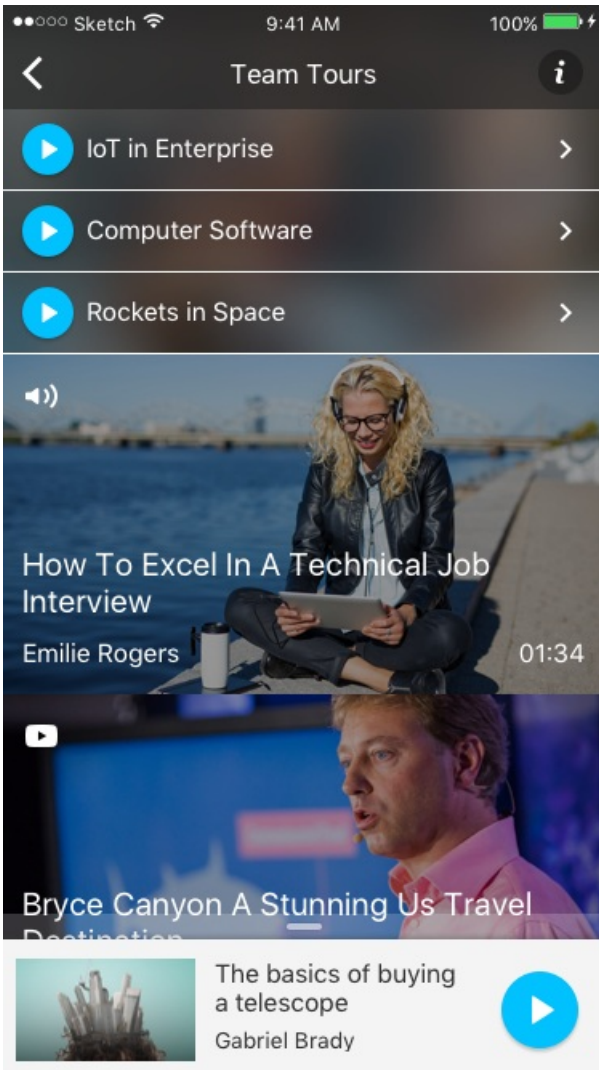 Sketch 9:41 AM 100%
Team Tours
IoT in Enterprise
Computer Software
Rockets in Space
How To Excel In A Technical Job
Interview
Emilie Rogers 01:34
Bryce Canyon A Stunning Us Travel
Destination
The basics of buying
a telescope
Gabriel Brady